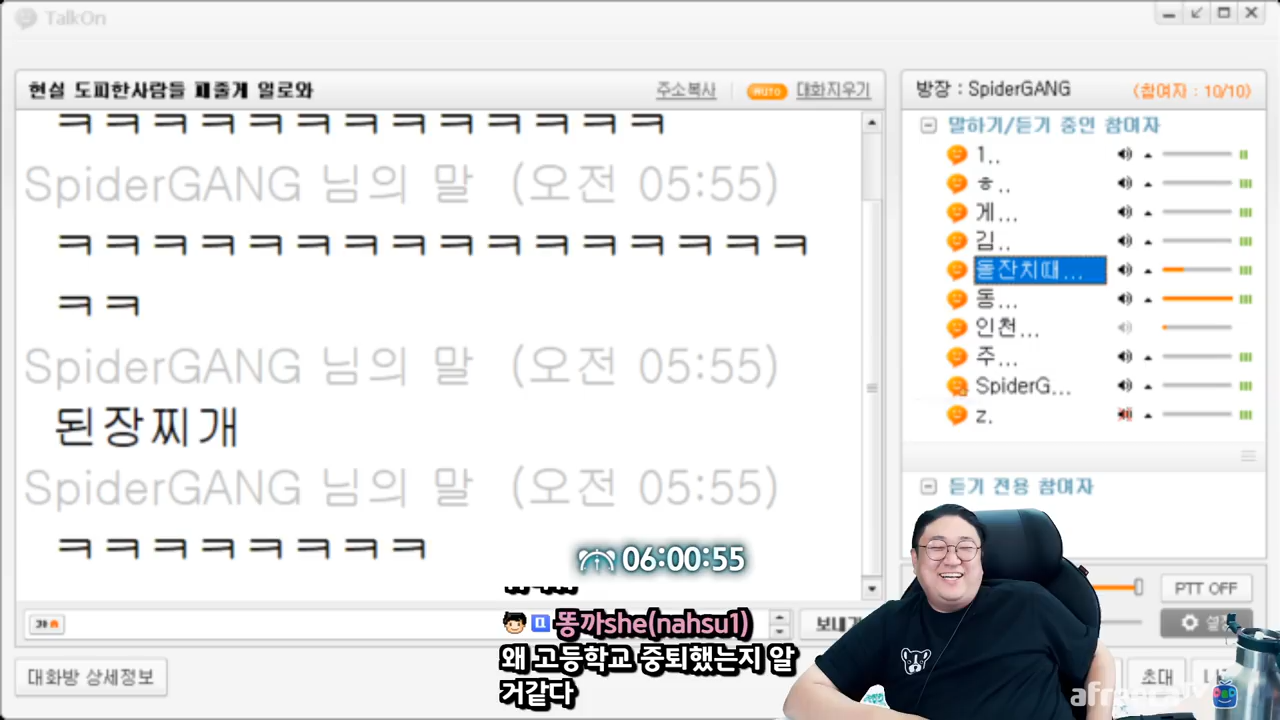 TalkOn
현실 도피한사람들 패줄게 일로와
주소복사
AUTO
대화지우기
ㅋㅋㅋㅋㅋㅋㅋㅋㅋㅋㅋㅋㅋ
SpiderGANG 님의 말 (오전 05:55)
ㅋㅋㅋㅋㅋㅋㅋㅋㅋㅋㅋㅋㅋㅋㅋㅋ
ㅋㅋ
SpiderGANG 님의 말 (오전 05:55)
된장찌개
SpiderGANG 님의 말 (오전 05:55)
ㅋㅋㅋㅋㅋㅋㅋㅋ
06:00:55
똥까she(nahsu1)
왜 고등학교 중퇴했는지 알
거같다
가
보내기
대화방 상세정보
방장 : SpiderGANG
(참여자 : 10/10)
말하기/듣기 중인 참여자
1..
ㅎ..
게...
김..
돌잔치때...
동...
인천...
주...
SpiderG...
z.
듣기 전용 참여자
PTT OFF
초대
afreecaTV